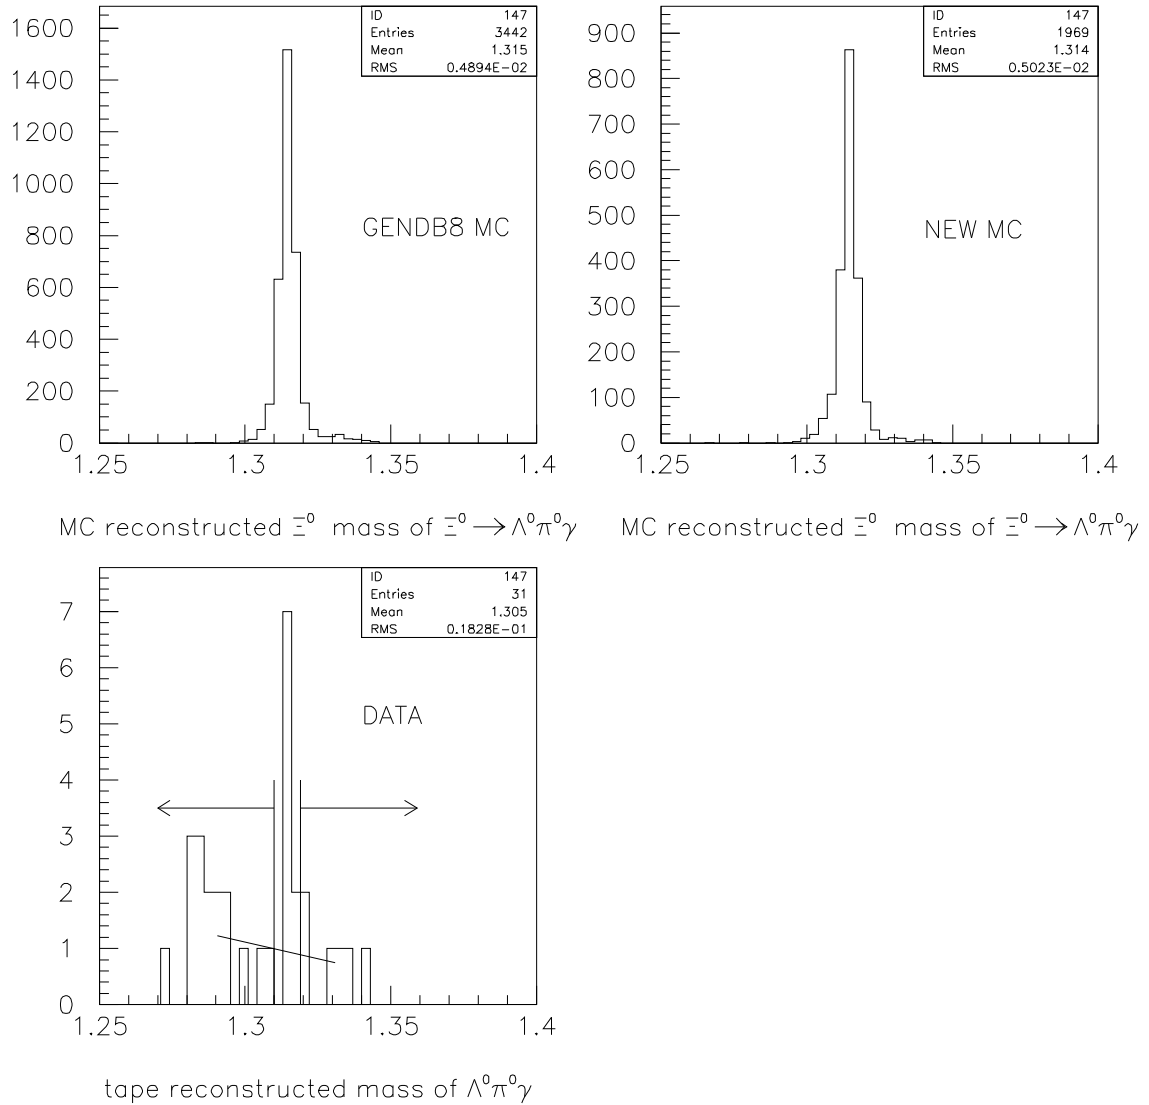 ID 147
Entries 3442
Mean 1.315
RMS 0.4894E-02
1600
1400
1200
1000
800
600
400
200
0
GENDB8 MC
1.25 1.3 1.35 1.4
MC reconstructed Ξ⁰ mass of Ξ⁰→Λ⁰π⁰γ
ID 147
Entries 1969
Mean 1.314
RMS 0.5023E-02
900
800
700
600
500
400
300
200
100
0
NEW MC
1.25 1.3 1.35 1.4
MC reconstructed Ξ⁰ mass of Ξ⁰→Λ⁰π⁰γ
ID 147
Entries 31
Mean 1.305
RMS 0.1828E-01
7
6
5
4
3
2
1
0
DATA
1.25 1.3 1.35 1.4
tape reconstructed mass of Λ⁰π⁰γ